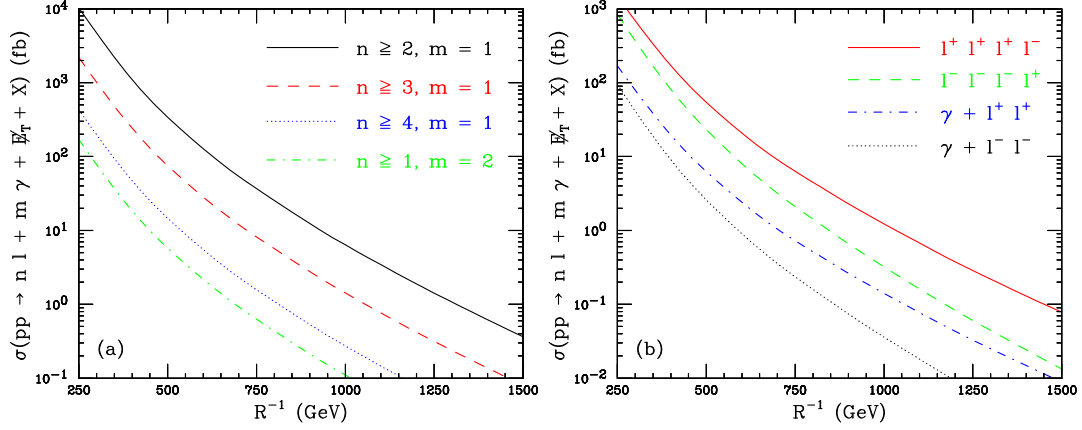 σ(pp → n l + m γ + E̸_T + X) (fb)
10⁴
10³
10²
10¹
10⁰
10⁻¹
n ≧ 2, m = 1
n ≧ 3, m = 1
n ≧ 4, m = 1
n ≧ 1, m = 2
(a)
250 500 750 1000 1250 1500
R⁻¹ (GeV)
σ(pp → n l + m γ + E̸_T + X) (fb)
10³
10²
10¹
10⁰
10⁻¹
10⁻²
l⁺ l⁺ l⁺ l⁻
l⁻ l⁻ l⁻ l⁺
γ + l⁺ l⁺
γ + l⁻ l⁻
(b)
250 500 750 1000 1250 1500
R⁻¹ (GeV)